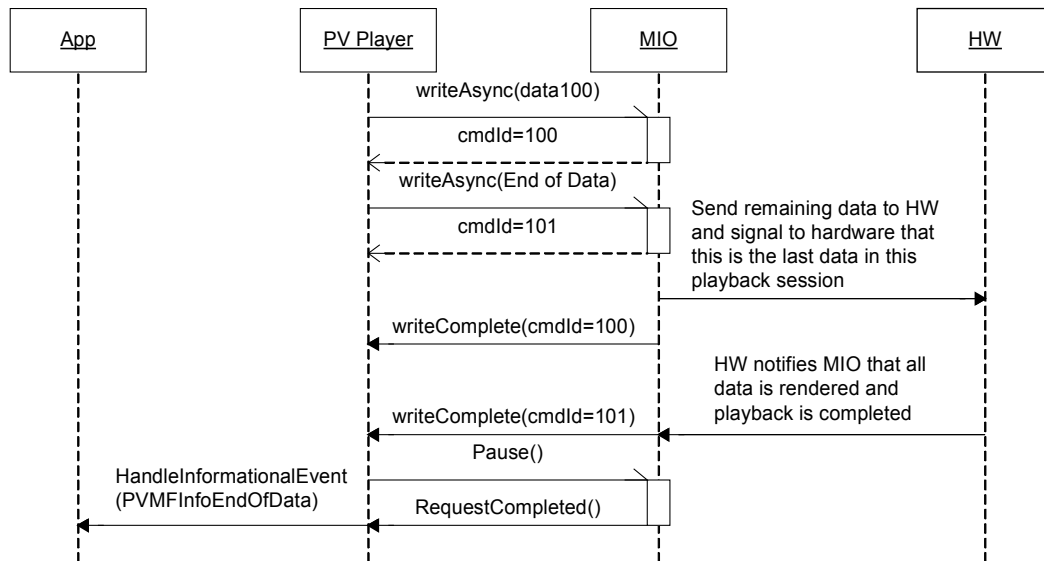 App
PV Player
MIO
HW
writeAsync(data100)
cmdId=100
writeAsync(End of Data)
cmdId=101
Send remaining data to HW
and signal to hardware that
this is the last data in this
playback session
writeComplete(cmdId=100)
HW notifies MIO that all
data is rendered and
playback is completed
writeComplete(cmdId=101)
Pause()
HandleInformationalEvent
(PVMFInfoEndOfData)
RequestCompleted()